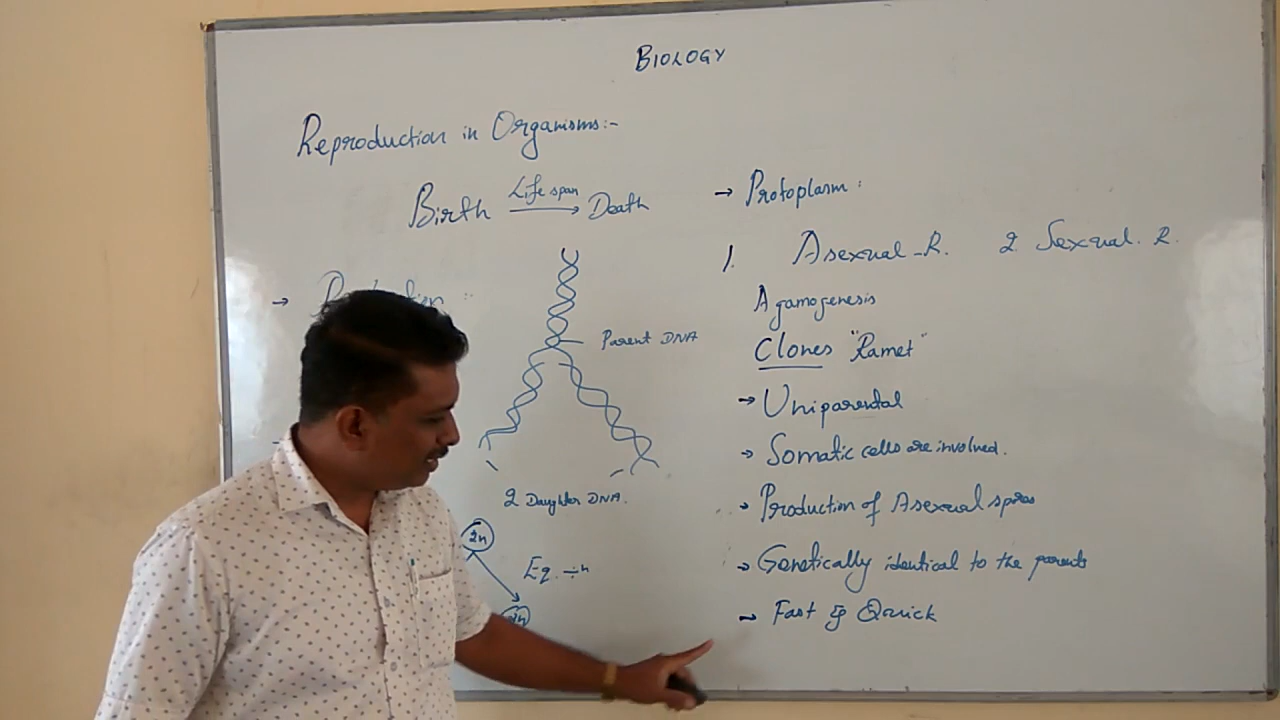 BIOLOGY
Reproduction in Organisms:-
Birth Life span → Death
→
Parent DNA
2 Daughter DNA.
2n
Eq. ÷n
2n
→ Protoplasm :
1. Asexual - R. 2. Sexual. R.
Agamogenesis
Clones "Ramet"
→ Uniparental
→ Somatic cells are involved.
→ Production of Asexual spores
→ Genetically identical to the parents
→ Fast & Quick